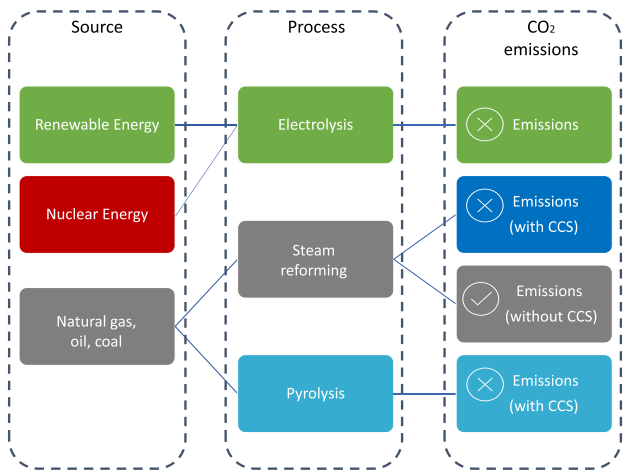 Source
Renewable Energy
Nuclear Energy
Natural gas,
oil, coal
Process
Electrolysis
Steam
reforming
Pyrolysis
CO₂
emissions
Emissions
Emissions
(with CCS)
Emissions
(without CCS)
Emissions
(with CCS)